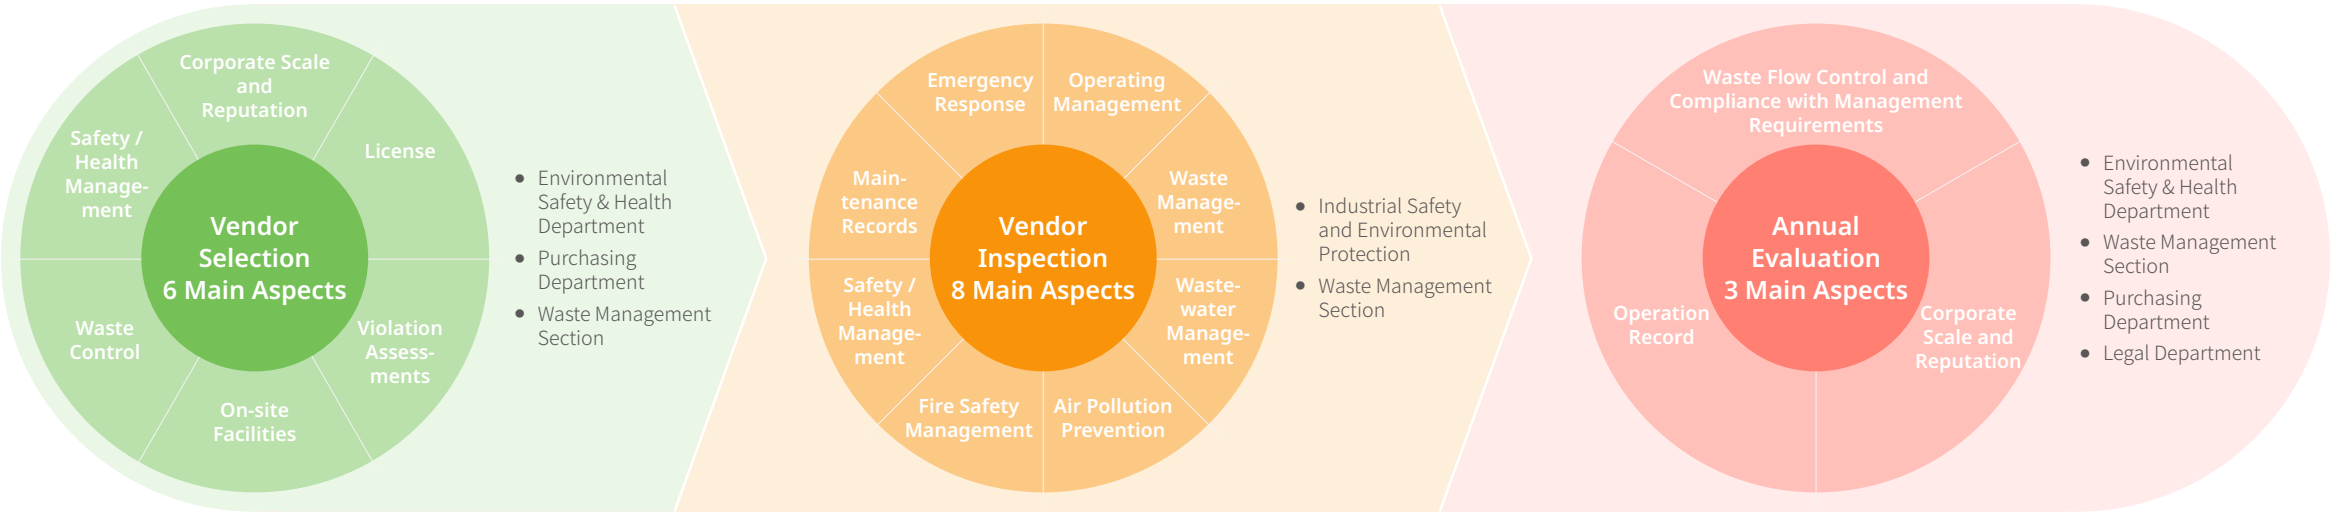 Corporate Scale
and
Reputation
License
Violation
Assess-
ments
On-site
Facilities
Waste
Control
Safety /
Health
Manage-
ment
Vendor
Selection
6 Main Aspects
• Environmental
Safety & Health
Department
• Purchasing
Department
• Waste Management
Section
Operating
Management
Waste
Manage-
ment
Waste-
water
Manage-
ment
Air Pollution
Prevention
Fire Safety
Management
Safety /
Health
Manage-
ment
Main-
tenance
Records
Emergency
Response
Vendor
Inspection
8 Main Aspects
• Industrial Safety
and Environmental
Protection
• Waste Management
Section
Waste Flow Control and
Compliance with Management
Requirements
Corporate
Scale and
Reputation
Operation
Record
Annual
Evaluation
3 Main Aspects
• Environmental
Safety & Health
Department
• Waste Management
Section
• Purchasing
Department
• Legal Department